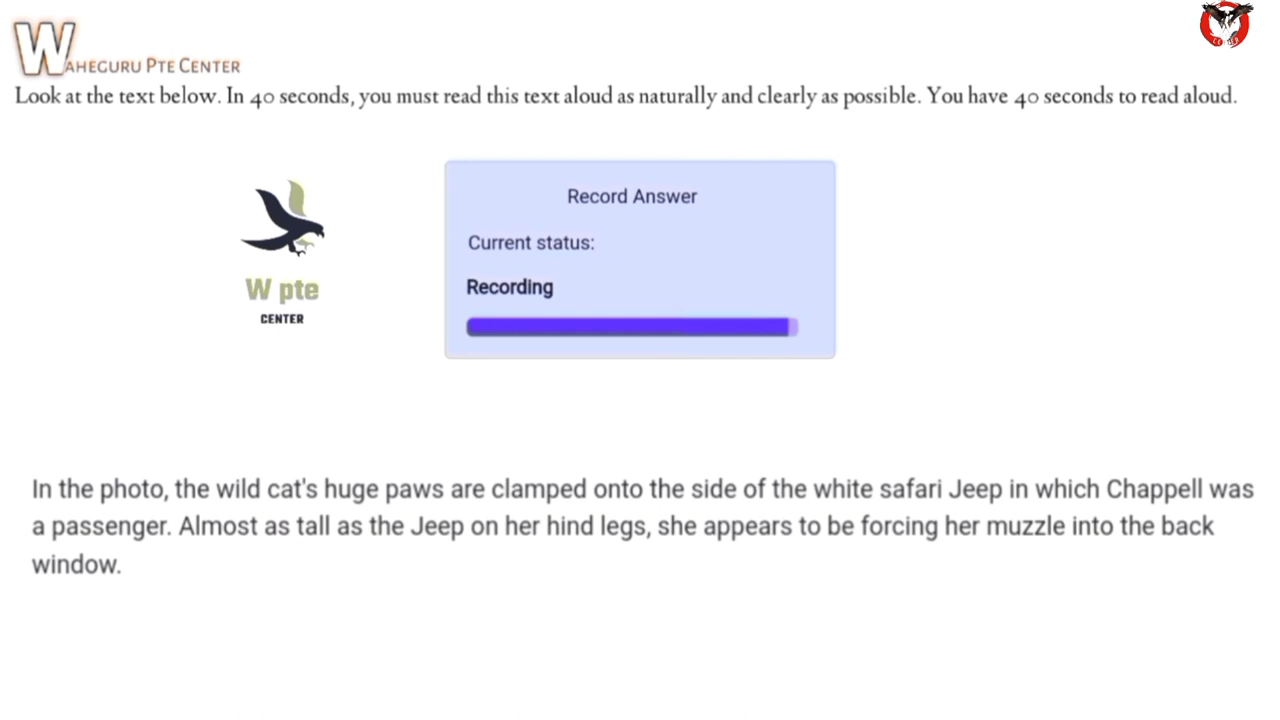 WAHEGURU PTE CENTER
Look at the text below. In 40 seconds, you must read this text aloud as naturally and clearly as possible. You have 40 seconds to read aloud.
Record Answer
Current status:
Recording
W pte
CENTER
In the photo, the wild cat's huge paws are clamped onto the side of the white safari Jeep in which Chappell was
a passenger. Almost as tall as the Jeep on her hind legs, she appears to be forcing her muzzle into the back
window.